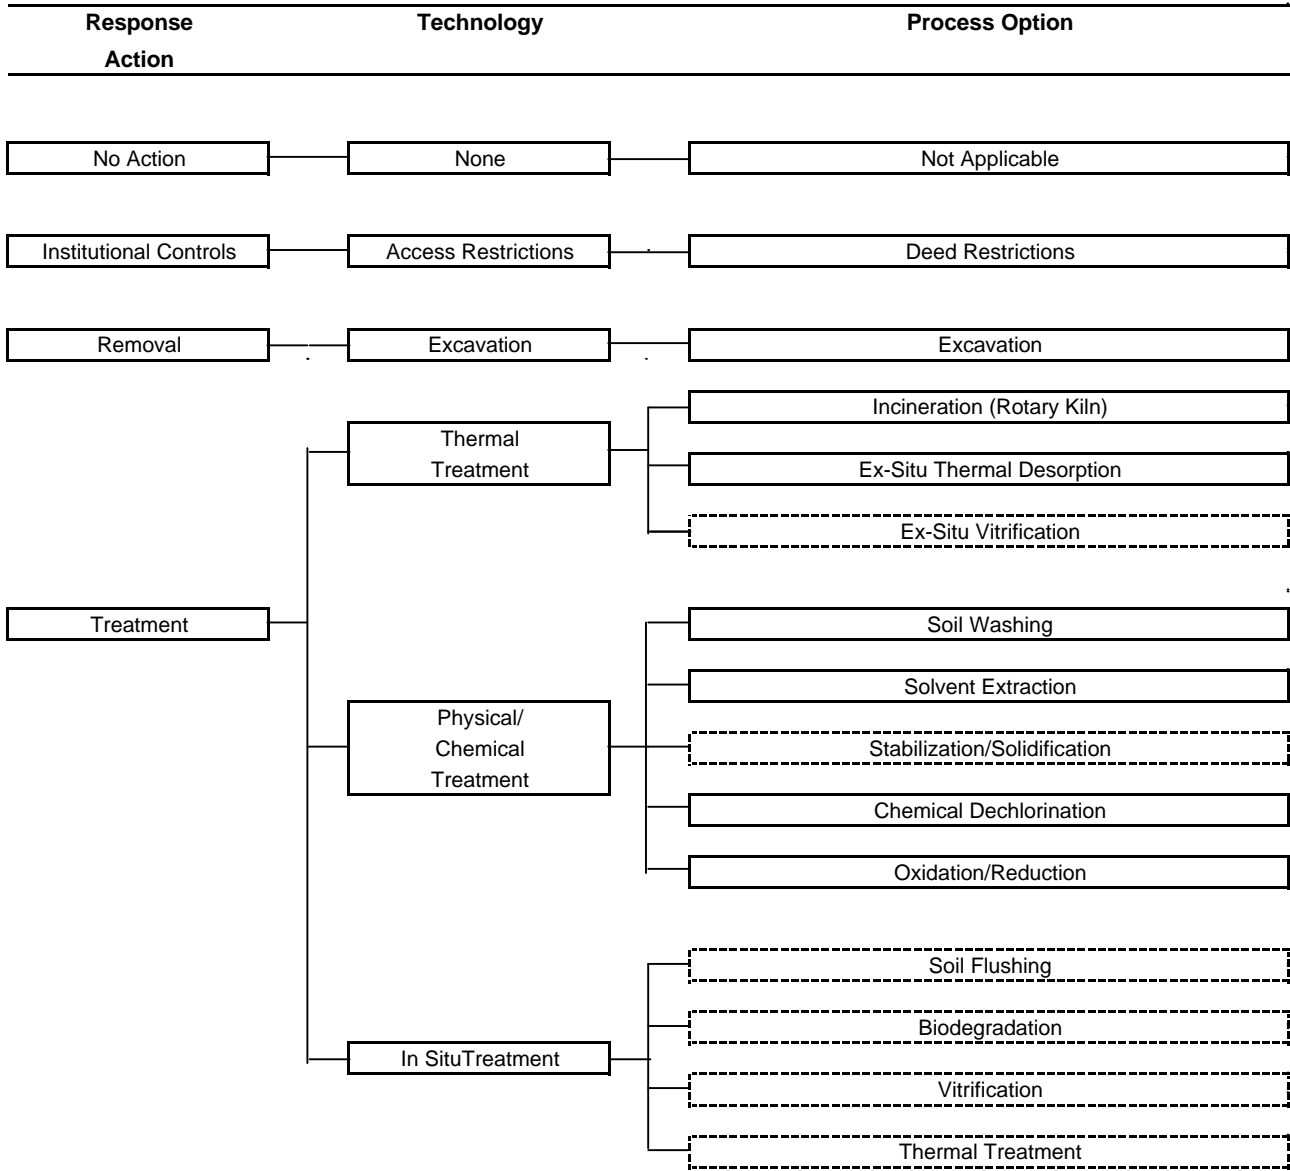 Response Action
Technology
Process Option
No Action
None
Not Applicable
Institutional Controls
Access Restrictions
Deed Restrictions
Removal
Excavation
Excavation
Treatment
Thermal
Treatment
Incineration (Rotary Kiln)
Ex-Situ Thermal Desorption
Ex-Situ Vitrification
Physical/
Chemical
Treatment
Soil Washing
Solvent Extraction
Stabilization/Solidification
Chemical Dechlorination
Oxidation/Reduction
In SituTreatment
Soil Flushing
Biodegradation
Vitrification
Thermal Treatment